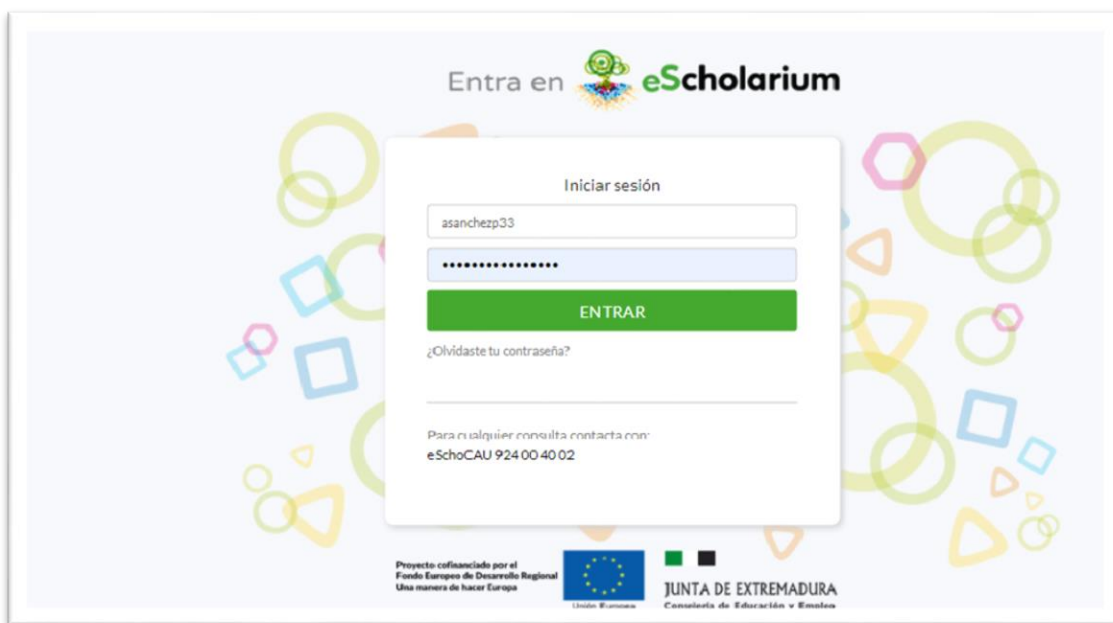 Entra en eScholarium
Iniciar sesión
asanchezp33
••••••••••••••••
ENTRAR
¿Olvidaste tu contraseña?
Para cualquier consulta contacta con:
eSchoCAU 924 00 40 02
Proyecto cofinanciado por el
Fondo Europeo de Desarrollo Regional
Una manera de hacer Europa
Unión Europea
JUNTA DE EXTREMADURA
Consejería de Educación y Empleo